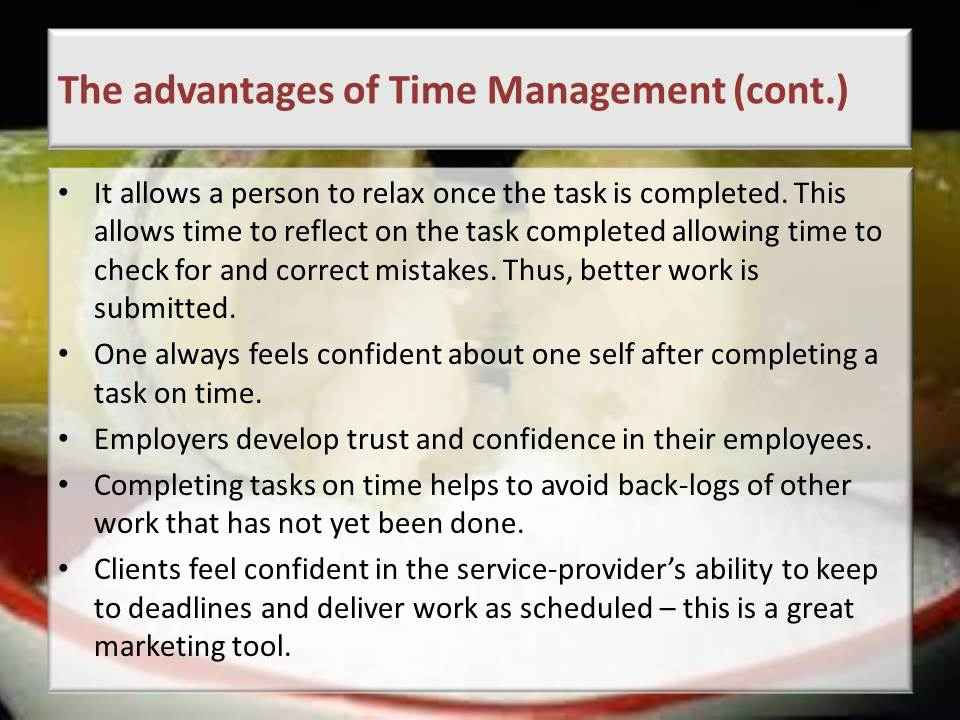 The advantages of Time Management (cont.)
• It allows a person to relax once the task is completed. This
allows time to reflect on the task completed allowing time to
check for and correct mistakes. Thus, better work is
submitted.
• One always feels confident about one self after completing a
task on time.
• Employers develop trust and confidence in their employees.
• Completing tasks on time helps to avoid back-logs of other
work that has not yet been done.
• Clients feel confident in the service-provider’s ability to keep
to deadlines and deliver work as scheduled – this is a great
marketing tool.